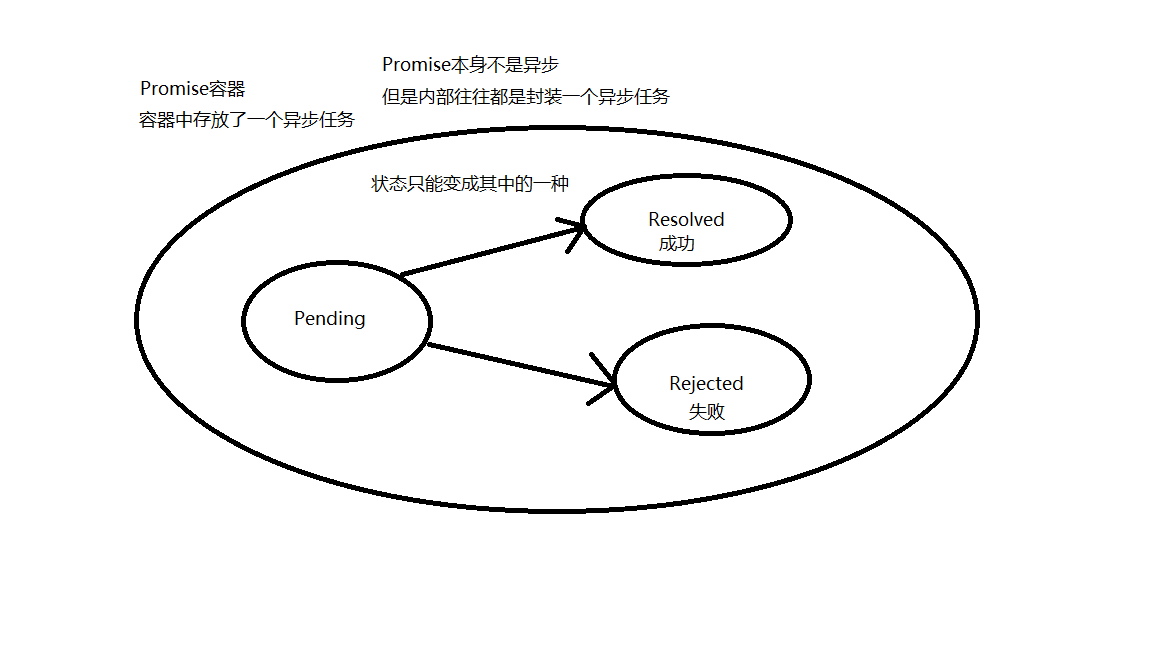 Promise本身不是异步
但是内部往往都是封装一个异步任务
Promise容器
容器中存放了一个异步任务
状态只能变成其中的一种
Resolved
成功
Pending
Rejected
失败